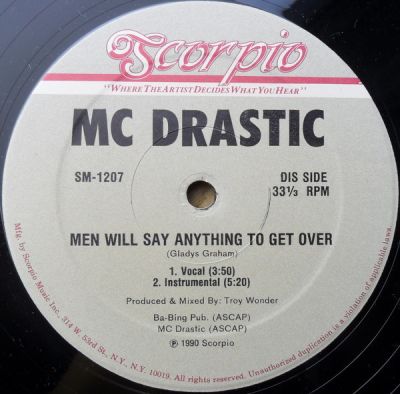 Scorpio
"WHERE THE ARTIST DECIDES WHAT YOU HEAR"
MC DRASTIC
SM-1207
DIS SIDE
33⅓ RPM
MEN WILL SAY ANYTHING TO GET OVER
(Gladys Graham)
1. Vocal (3:50)
2. Instrumental (5:20)
Produced & Mixed By: Troy Wonder
Ba-Bing Pub. (ASCAP)
MC Drastic (ASCAP)
℗ 1990 Scorpio
Mfg. by Scorpio Music Inc., 314 W. 53rd St., N.Y., N.Y. 10019. All rights reserved. Unauthorized duplication is a violation of applicable laws.